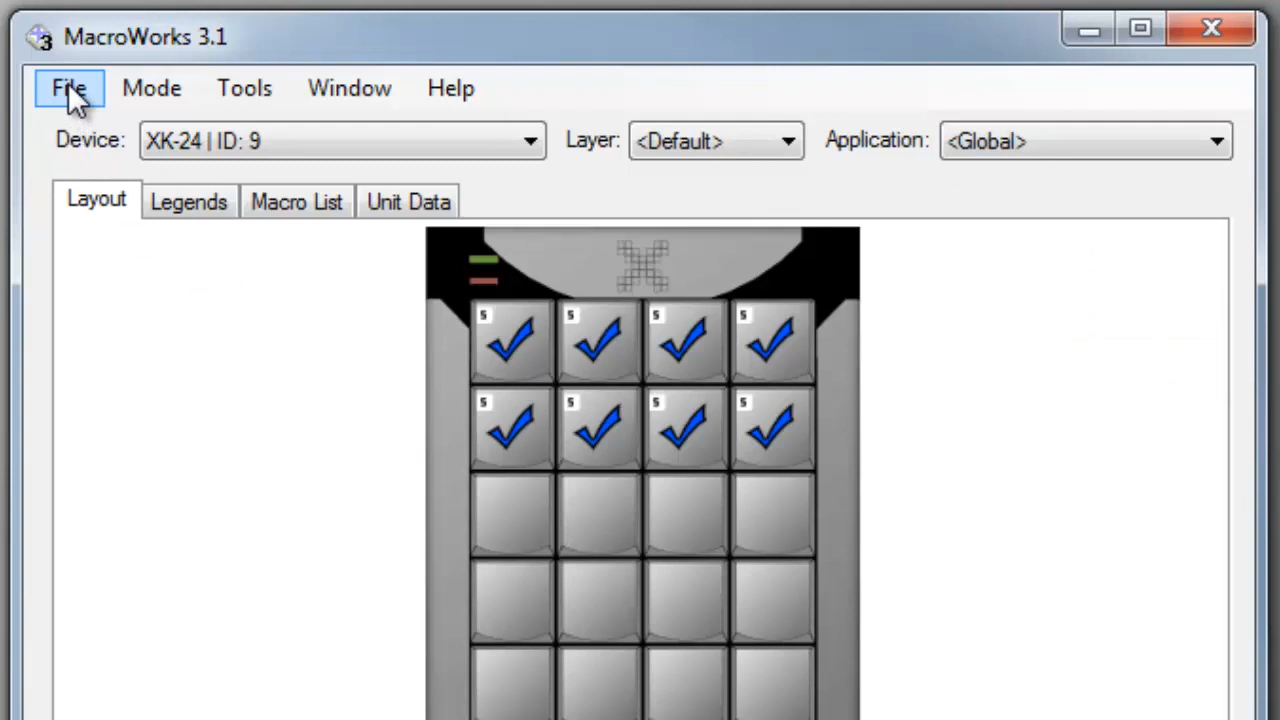 3 MacroWorks 3.1
File Mode Tools Window Help
Device: XK-24 | ID: 9 Layer: <Default> Application: <Global>
Layout Legends Macro List Unit Data
S S S S
S S S S